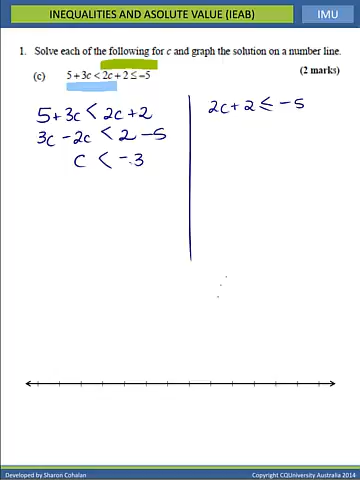 INEQUALITIES AND ASOLUTE VALUE (IEAB)
IMU
1. Solve each of the following for c and graph the solution on a number line.
(2 marks)
(c) 5 + 3c < 2c + 2 ≤ −5
5 + 3c < 2c + 2
3c − 2c < 2 − 5
c < −3
2c + 2 ≤ −5
Developed by Sharon Cohalan
Copyright CQUniversity Australia 2014